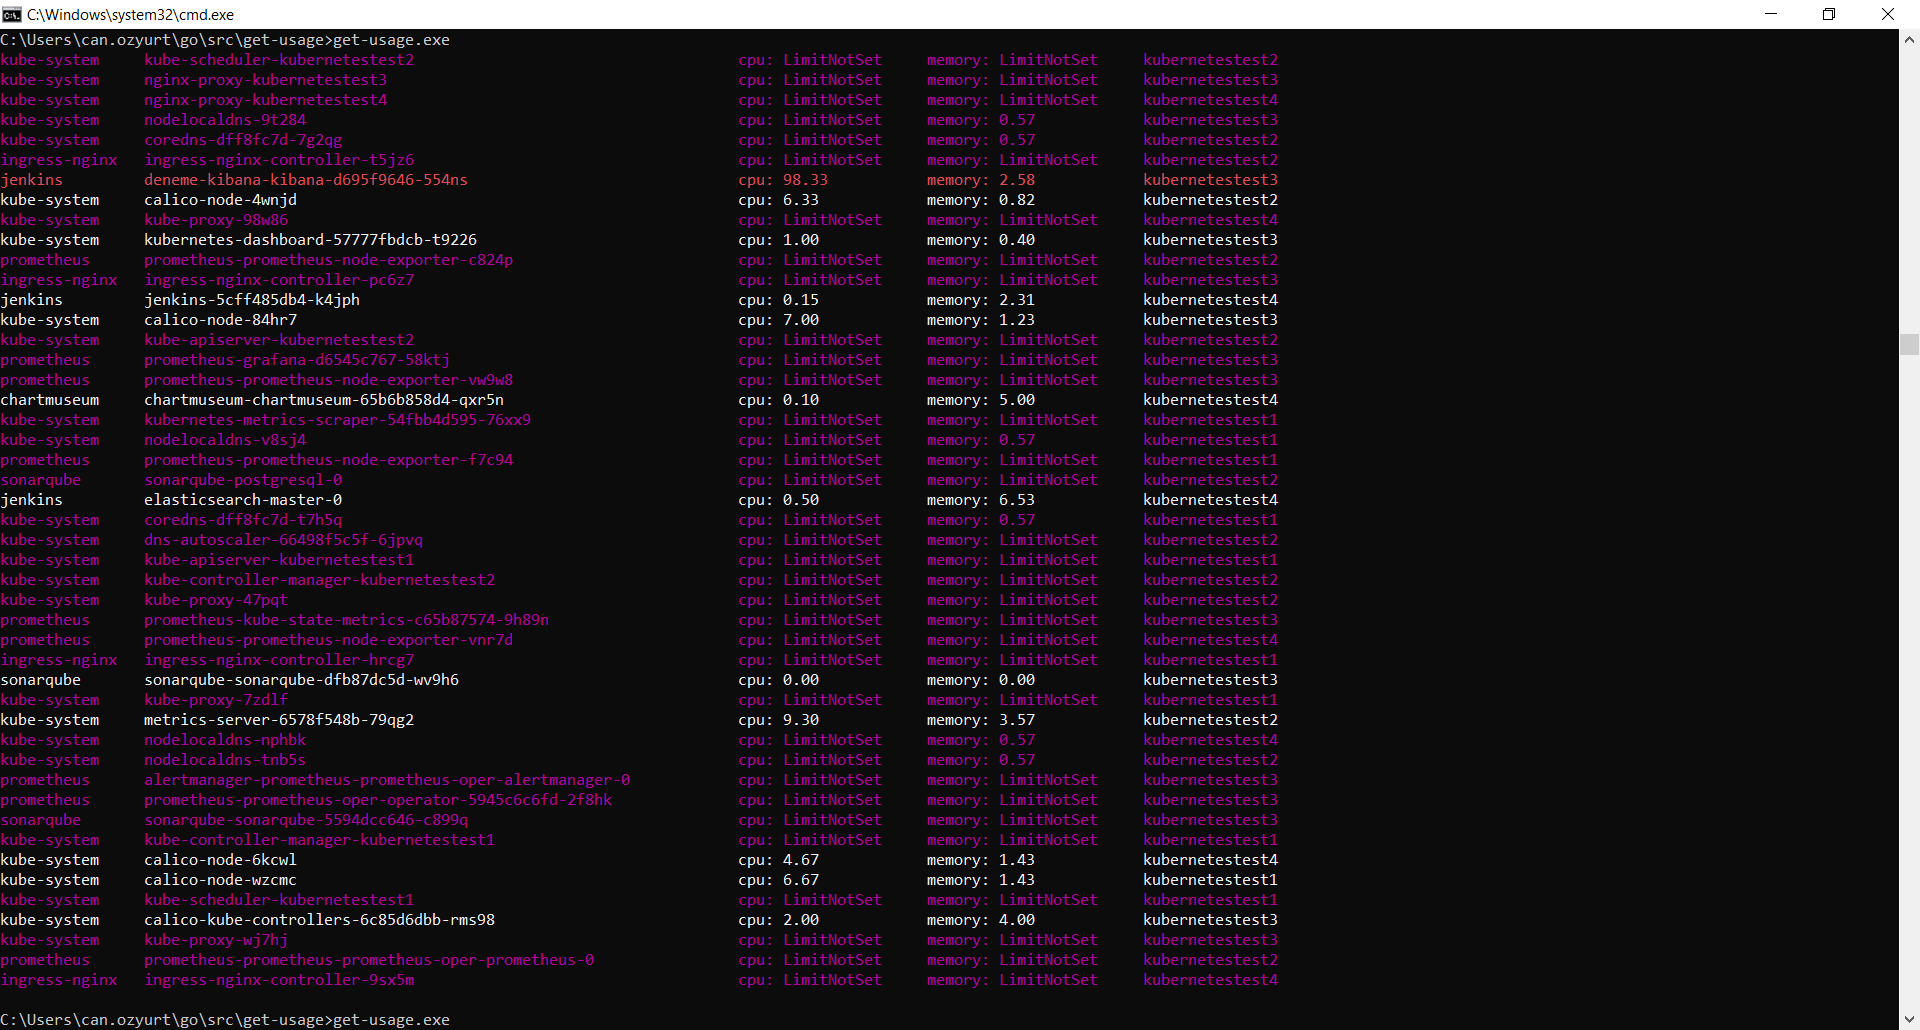 C:\Windows\system32\cmd.exe
C:\Users\can.ozyurt\go\src\get-usage>get-usage.exe
kube-system kube-scheduler-kubernetestest2 cpu: LimitNotSet memory: LimitNotSet kubernetestest2
kube-system nginx-proxy-kubernetestest3 cpu: LimitNotSet memory: LimitNotSet kubernetestest3
kube-system nginx-proxy-kubernetestest4 cpu: LimitNotSet memory: LimitNotSet kubernetestest4
kube-system nodelocaldns-9t284 cpu: LimitNotSet memory: 0.57 kubernetestest3
kube-system coredns-dff8fc7d-7g2qg cpu: LimitNotSet memory: 0.57 kubernetestest2
ingress-nginx ingress-nginx-controller-t5jz6 cpu: LimitNotSet memory: LimitNotSet kubernetestest2
jenkins deneme-kibana-kibana-d695f9646-554ns cpu: 98.33 memory: 2.58 kubernetestest3
kube-system calico-node-4wnjd cpu: 6.33 memory: 0.82 kubernetestest2
kube-system kube-proxy-98w86 cpu: LimitNotSet memory: LimitNotSet kubernetestest4
kube-system kubernetes-dashboard-57777fbdcb-t9226 cpu: 1.00 memory: 0.40 kubernetestest3
prometheus prometheus-prometheus-node-exporter-c824p cpu: LimitNotSet memory: LimitNotSet kubernetestest2
ingress-nginx ingress-nginx-controller-pc6z7 cpu: LimitNotSet memory: LimitNotSet kubernetestest3
jenkins jenkins-5cff485db4-k4jph cpu: 0.15 memory: 2.31 kubernetestest4
kube-system calico-node-84hr7 cpu: 7.00 memory: 1.23 kubernetestest3
kube-system kube-apiserver-kubernetestest2 cpu: LimitNotSet memory: LimitNotSet kubernetestest2
prometheus prometheus-grafana-d6545c767-58ktj cpu: LimitNotSet memory: LimitNotSet kubernetestest3
prometheus prometheus-prometheus-node-exporter-vw9w8 cpu: LimitNotSet memory: LimitNotSet kubernetestest3
chartmuseum chartmuseum-chartmuseum-65b6b858d4-qxr5n cpu: 0.10 memory: 5.00 kubernetestest4
kube-system kubernetes-metrics-scraper-54fbb4d595-76xx9 cpu: LimitNotSet memory: LimitNotSet kubernetestest1
kube-system nodelocaldns-v8sj4 cpu: LimitNotSet memory: 0.57 kubernetestest1
prometheus prometheus-prometheus-node-exporter-f7c94 cpu: LimitNotSet memory: LimitNotSet kubernetestest1
sonarqube sonarqube-postgresql-0 cpu: LimitNotSet memory: LimitNotSet kubernetestest2
jenkins elasticsearch-master-0 cpu: 0.50 memory: 6.53 kubernetestest4
kube-system coredns-dff8fc7d-t7h5q cpu: LimitNotSet memory: 0.57 kubernetestest1
kube-system dns-autoscaler-66498f5c5f-6jpvq cpu: LimitNotSet memory: LimitNotSet kubernetestest2
kube-system kube-apiserver-kubernetestest1 cpu: LimitNotSet memory: LimitNotSet kubernetestest1
kube-system kube-controller-manager-kubernetestest2 cpu: LimitNotSet memory: LimitNotSet kubernetestest2
kube-system kube-proxy-47pqt cpu: LimitNotSet memory: LimitNotSet kubernetestest2
prometheus prometheus-kube-state-metrics-c65b87574-9h89n cpu: LimitNotSet memory: LimitNotSet kubernetestest3
prometheus prometheus-prometheus-node-exporter-vnr7d cpu: LimitNotSet memory: LimitNotSet kubernetestest4
ingress-nginx ingress-nginx-controller-hrcg7 cpu: LimitNotSet memory: LimitNotSet kubernetestest1
sonarqube sonarqube-sonarqube-dfb87dc5d-wv9h6 cpu: 0.00 memory: 0.00 kubernetestest3
kube-system kube-proxy-7zdlf cpu: LimitNotSet memory: LimitNotSet kubernetestest1
kube-system metrics-server-6578f548b-79qg2 cpu: 9.30 memory: 3.57 kubernetestest2
kube-system nodelocaldns-nphbk cpu: LimitNotSet memory: 0.57 kubernetestest4
kube-system nodelocaldns-tnb5s cpu: LimitNotSet memory: 0.57 kubernetestest2
prometheus alertmanager-prometheus-prometheus-oper-alertmanager-0 cpu: LimitNotSet memory: LimitNotSet kubernetestest3
prometheus prometheus-prometheus-oper-operator-5945c6c6fd-2f8hk cpu: LimitNotSet memory: LimitNotSet kubernetestest3
sonarqube sonarqube-sonarqube-5594dcc646-c899q cpu: LimitNotSet memory: LimitNotSet kubernetestest3
kube-system kube-controller-manager-kubernetestest1 cpu: LimitNotSet memory: LimitNotSet kubernetestest1
kube-system calico-node-6kcwl cpu: 4.67 memory: 1.43 kubernetestest4
kube-system calico-node-wzcmc cpu: 6.67 memory: 1.43 kubernetestest1
kube-system kube-scheduler-kubernetestest1 cpu: LimitNotSet memory: LimitNotSet kubernetestest1
kube-system calico-kube-controllers-6c85d6dbb-rms98 cpu: 2.00 memory: 4.00 kubernetestest3
kube-system kube-proxy-wj7hj cpu: LimitNotSet memory: LimitNotSet kubernetestest3
prometheus prometheus-prometheus-prometheus-oper-prometheus-0 cpu: LimitNotSet memory: LimitNotSet kubernetestest2
ingress-nginx ingress-nginx-controller-9sx5m cpu: LimitNotSet memory: LimitNotSet kubernetestest4
C:\Users\can.ozyurt\go\src\get-usage>get-usage.exe